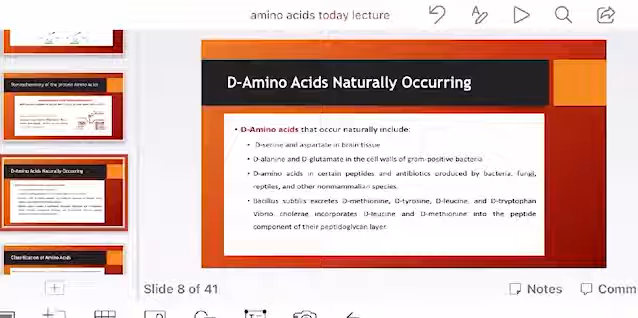 amino acids today lecture
Stereochemistry of the protein Amino Acids
D-Amino Acids Naturally Occurring
Classification of Amino Acids
D-Amino Acids Naturally Occurring
• D-Amino acids that occur naturally include:
• D-serine and aspartate in brain tissue
• D-alanine and D-glutamate in the cell walls of gram-positive bacteria
• D-amino acids in certain peptides and antibiotics produced by bacteria, fungi,
reptiles, and other nonmammalian species.
• Bacillus subtilis excretes D-methionine, D-tyrosine, D-leucine, and D-tryptophan
Vibrio cholerae incorporates D-leucine and D-methionine into the peptide
component of their peptidoglycan layer.
Slide 8 of 41
Notes
Comm